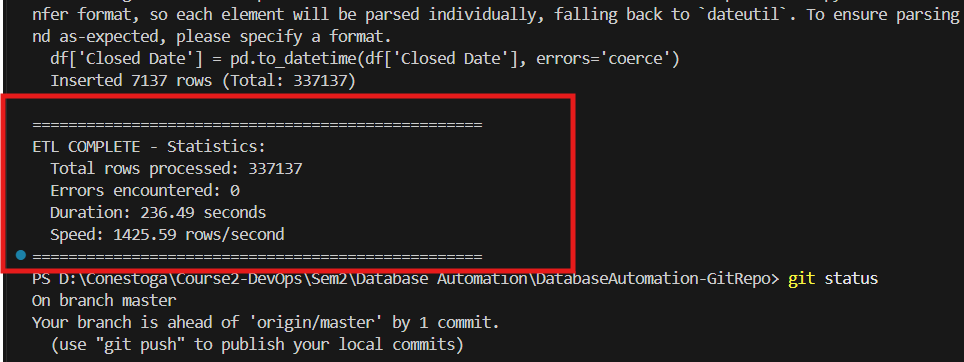 nfer format, so each element will be parsed individually, falling back to `dateutil`. To ensure parsing
nd as-expected, please specify a format.
df['Closed Date'] = pd.to_datetime(df['Closed Date'], errors='coerce')
Inserted 7137 rows (Total: 337137)
==================================================
ETL COMPLETE - Statistics:
Total rows processed: 337137
Errors encountered: 0
Duration: 236.49 seconds
Speed: 1425.59 rows/second
==================================================
PS D:\Conestoga\Course2-DevOps\Sem2\Database Automation\DatabaseAutomation-GitRepo> git status
On branch master
Your branch is ahead of 'origin/master' by 1 commit.
(use "git push" to publish your local commits)